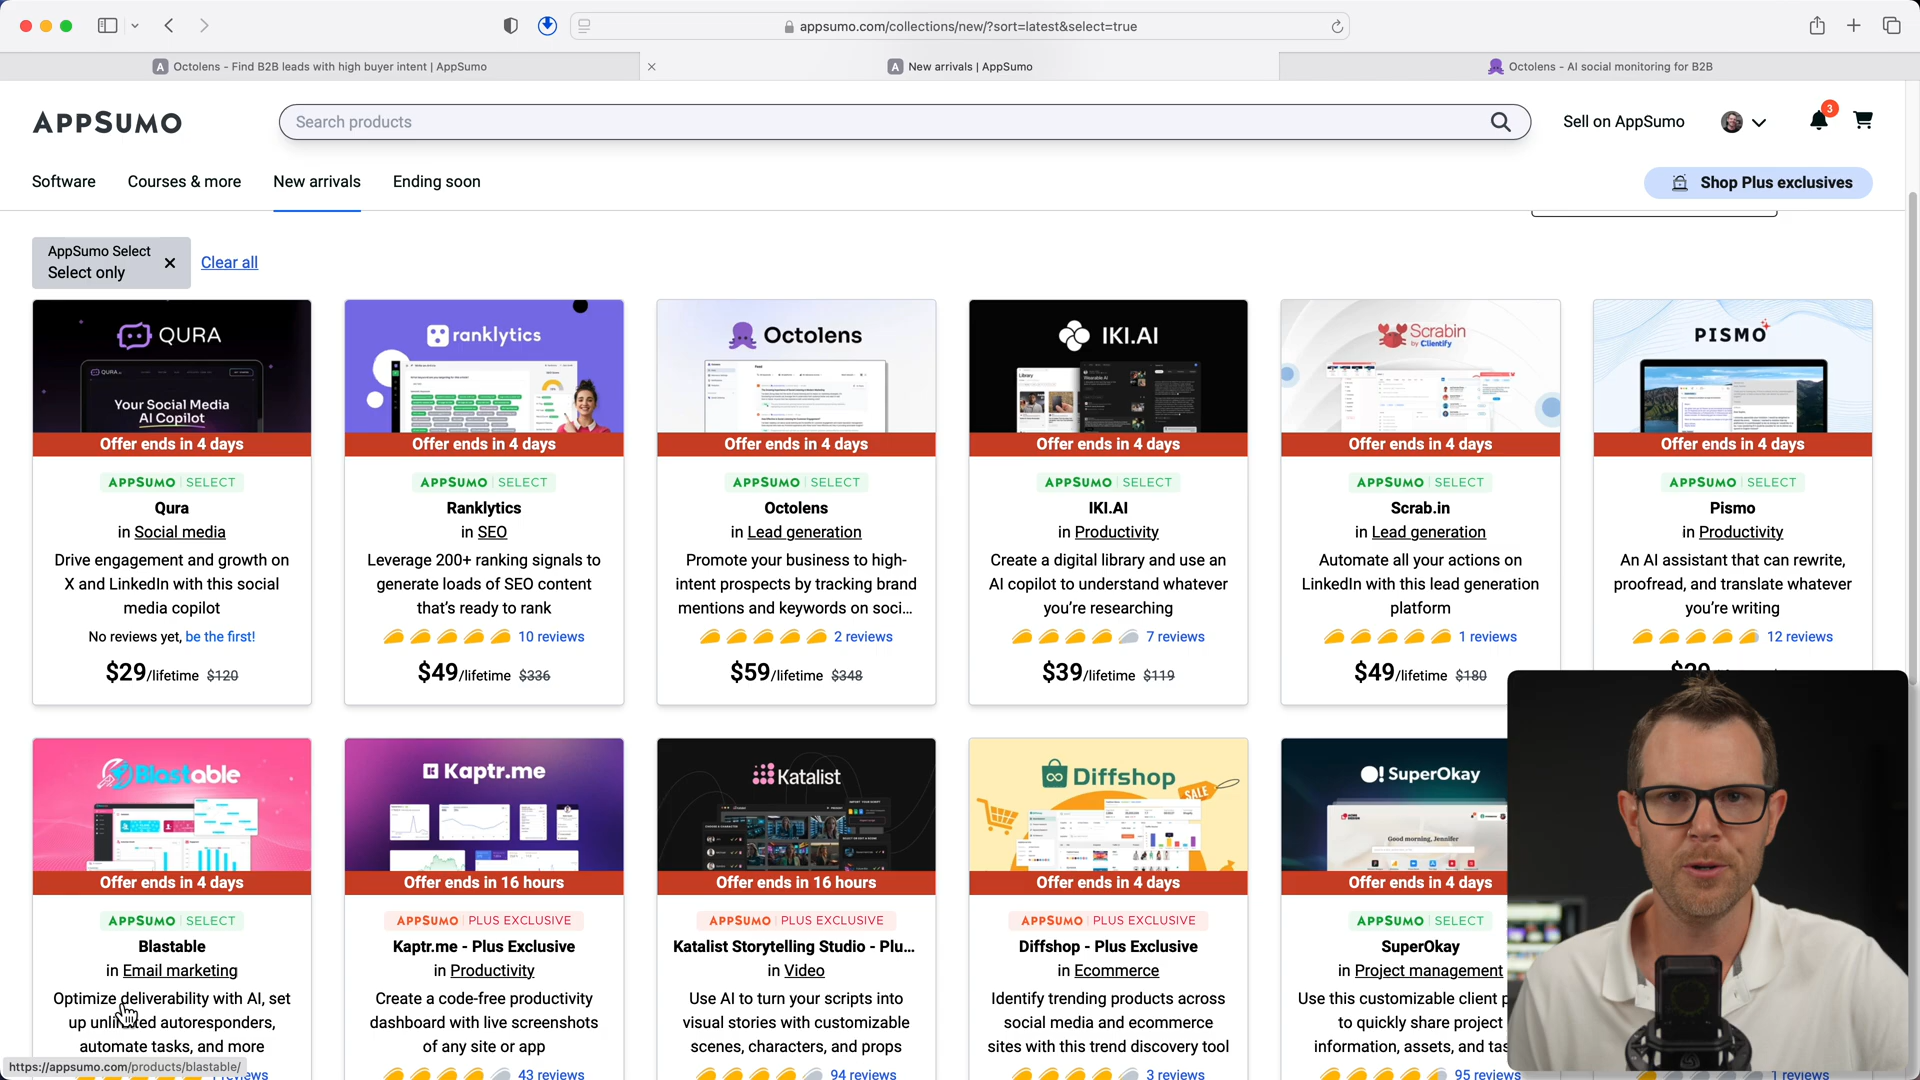 appsumo.com/collections/new/?sort=latest&select=true
Octolens - Find B2B leads with high buyer intent | AppSumo
New arrivals | AppSumo
Octolens - AI social monitoring for B2B
APPSUMO
Search products
Sell on AppSumo
3
Software
Courses & more
New arrivals
Ending soon
Shop Plus exclusives
AppSumo Select
Select only
Clear all
QURA
Your Social Media
AI Copilot
Offer ends in 4 days
APPSUMO SELECT
Qura
in Social media
Drive engagement and growth on
X and LinkedIn with this social
media copilot
No reviews yet, be the first!
$29/lifetime $120
ranklytics
Offer ends in 4 days
APPSUMO SELECT
Ranklytics
in SEO
Leverage 200+ ranking signals to
generate loads of SEO content
that's ready to rank
10 reviews
$49/lifetime $336
Octolens
Offer ends in 4 days
APPSUMO SELECT
Octolens
in Lead generation
Promote your business to high-
intent prospects by tracking brand
mentions and keywords on soci...
2 reviews
$59/lifetime $348
IKI.AI
Offer ends in 4 days
APPSUMO SELECT
IKI.AI
in Productivity
Create a digital library and use an
AI copilot to understand whatever
you're researching
7 reviews
$39/lifetime $119
Scrabin
by Clientify
Offer ends in 4 days
APPSUMO SELECT
Scrab.in
in Lead generation
Automate all your actions on
LinkedIn with this lead generation
platform
1 reviews
$49/lifetime $180
PISMO
Offer ends in 4 days
APPSUMO SELECT
Pismo
in Productivity
An AI assistant that can rewrite,
proofread, and translate whatever
you're writing
12 reviews
Blastable
Offer ends in 4 days
APPSUMO SELECT
Blastable
in Email marketing
Optimize deliverability with AI, set
up unlimited autoresponders,
automate tasks, and more
Kaptr.me
Offer ends in 16 hours
APPSUMO PLUS EXCLUSIVE
Kaptr.me - Plus Exclusive
in Productivity
Create a code-free productivity
dashboard with live screenshots
of any site or app
43 reviews
Katalist
Offer ends in 16 hours
APPSUMO PLUS EXCLUSIVE
Katalist Storytelling Studio - Plu...
in Video
Use AI to turn your scripts into
visual stories with customizable
scenes, characters, and props
94 reviews
Diffshop
SALE
Offer ends in 4 days
APPSUMO PLUS EXCLUSIVE
Diffshop - Plus Exclusive
in Ecommerce
Identify trending products across
social media and ecommerce
sites with this trend discovery tool
3 reviews
SuperOkay
Good morning, Jennifer
Offer ends in 4 days
APPSUMO SELECT
SuperOkay
in Project management
Use this customizable client
to quickly share project
information, assets, and
95 reviews
1 reviews
https://appsumo.com/products/blastable/